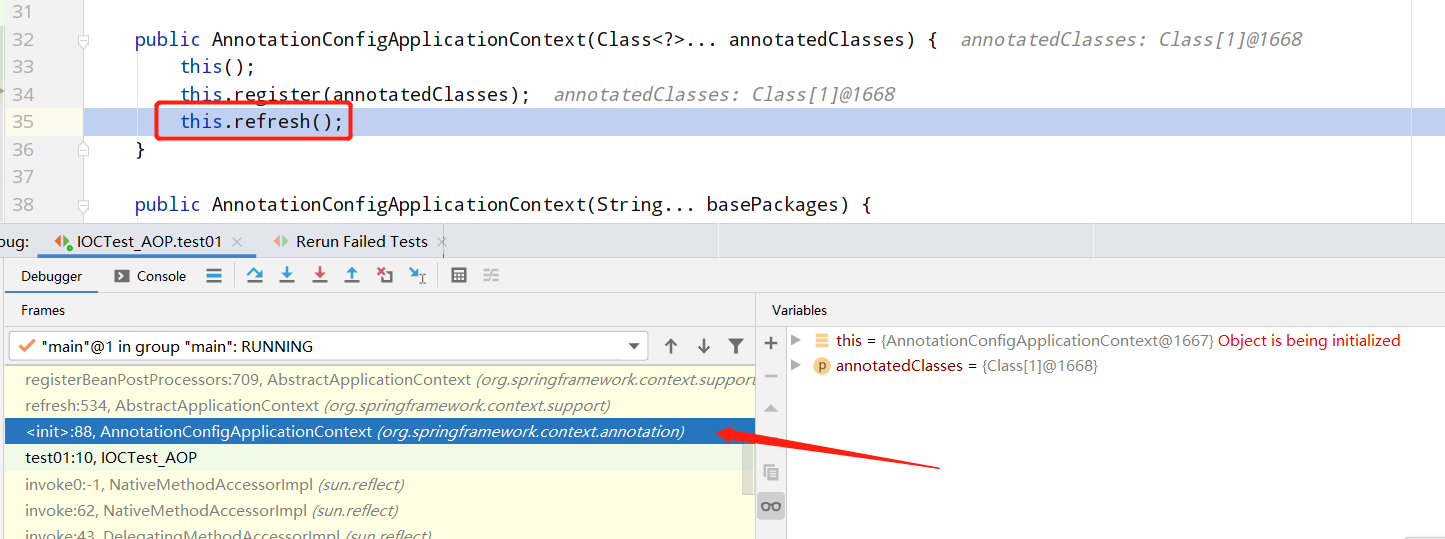 31
32 public AnnotationConfigApplicationContext(Class<?>... annotatedClasses) { annotatedClasses: Class[1]@1668
33 this();
34 this.register(annotatedClasses); annotatedClasses: Class[1]@1668
35 this.refresh();
36 }
37
38 public AnnotationConfigApplicationContext(String... basePackages) {
oug: IOCTest_AOP.test01 × Rerun Failed Tests ×
Debugger Console
Frames Variables
"main"@1 in group "main": RUNNING
this = {AnnotationConfigApplicationContext@1667} Object is being initialized
p annotatedClasses = {Class[1]@1668}
registerBeanPostProcessors:709, AbstractApplicationContext (org.springframework.context.support
refresh:534, AbstractApplicationContext (org.springframework.context.support)
<init>:88, AnnotationConfigApplicationContext (org.springframework.context.annotation)
test01:10, IOCTest_AOP
invoke0:-1, NativeMethodAccessorImpl (sun.reflect)
invoke:62, NativeMethodAccessorImpl (sun.reflect)
invoke:43, DelegatingMethodAccessorImpl (sun.reflect)